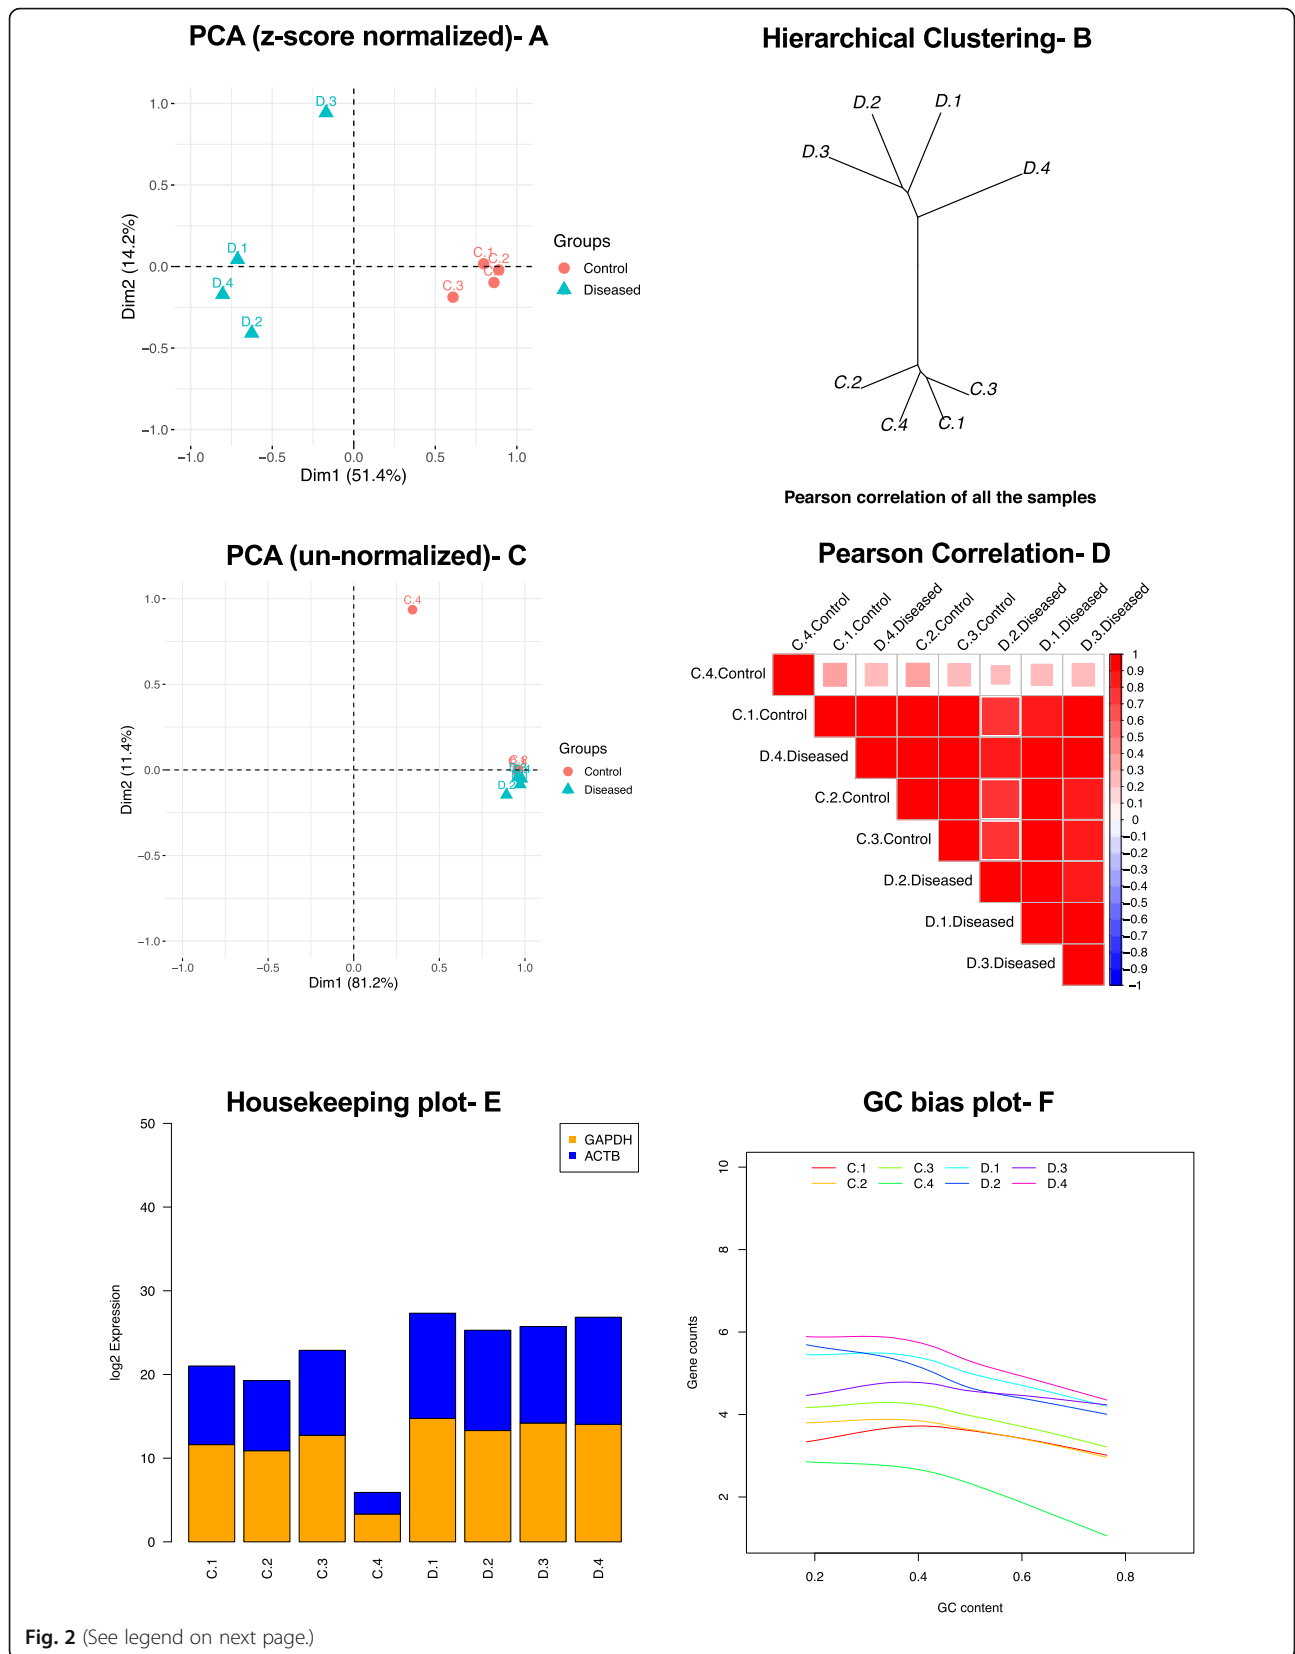 PCA (z-score normalized)- A
D.3
D.1
D.4
D.2
C.1
C.2
C.3
1.0
0.5
0.0
−0.5
−1.0
−1.0 −0.5 0.0 0.5 1.0
Dim2 (14.2%)
Dim1 (51.4%)
Groups
Control
Diseased
Hierarchical Clustering- B
D.2
D.1
D.3
D.4
C.2
C.3
C.4
C.1
PCA (un-normalized)- C
C.4
D.2
1.0
0.5
0.0
−0.5
−1.0
−1.0 −0.5 0.0 0.5 1.0
Dim2 (11.4%)
Dim1 (81.2%)
Groups
Control
Diseased
Pearson correlation of all the samples
Pearson Correlation- D
C.4.Control
C.1.Control
D.4.Diseased
C.2.Control
C.3.Control
D.2.Diseased
D.1.Diseased
D.3.Diseased
C.4.Control
C.1.Control
D.4.Diseased
C.2.Control
C.3.Control
D.2.Diseased
D.1.Diseased
D.3.Diseased
1
0.9
0.8
0.7
0.6
0.5
0.4
0.3
0.2
0.1
0
−0.1
−0.2
−0.3
−0.4
−0.5
−0.6
−0.7
−0.8
−0.9
−1
Housekeeping plot- E
GAPDH
ACTB
50
40
30
20
10
0
log2 Expression
C.1 C.2 C.3 C.4 D.1 D.2 D.3 D.4
GC bias plot- F
C.1 C.3 D.1 D.3
C.2 C.4 D.2 D.4
10
8
6
4
2
Gene counts
0.2 0.4 0.6 0.8
GC content
Fig. 2 (See legend on next page.)